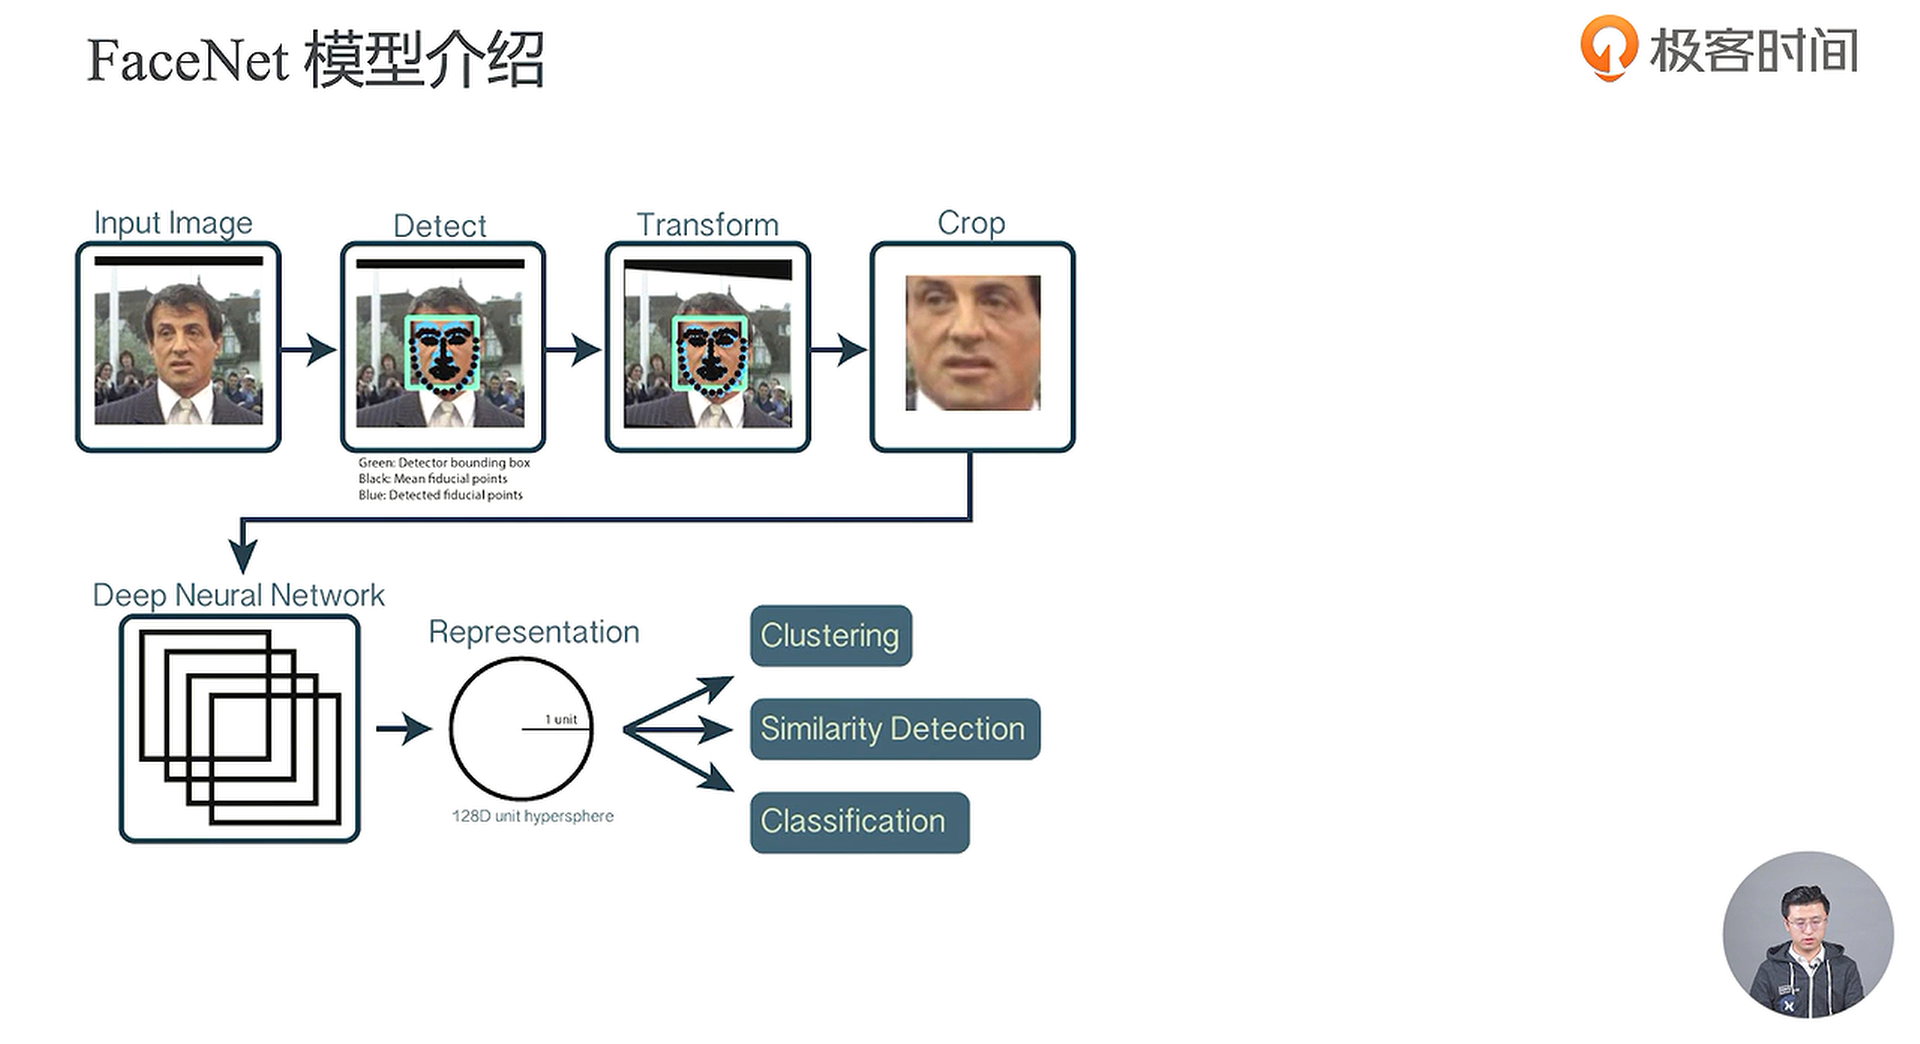 FaceNet 模型介绍
极客时间
Input Image
Detect
Transform
Crop
Green: Detector bounding box
Black: Mean fiducial points
Blue: Detected fiducial points
Deep Neural Network
Representation
1 unit
128D unit hypersphere
Clustering
Similarity Detection
Classification